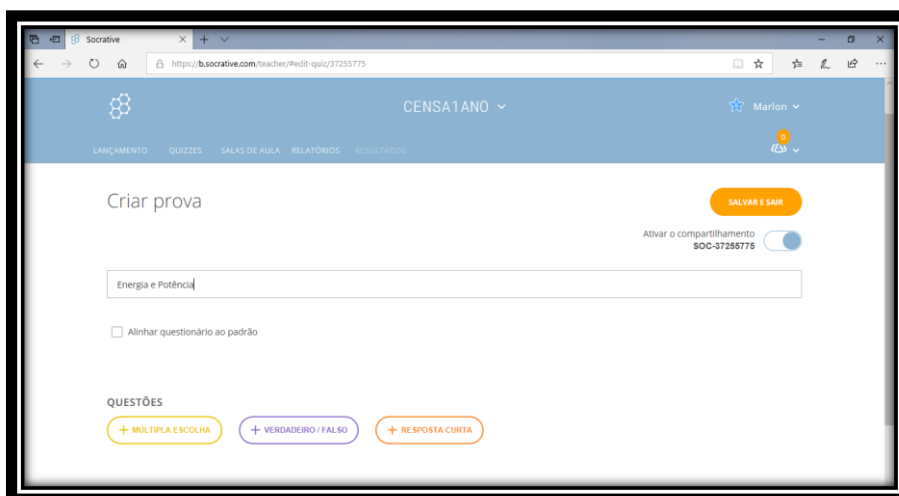 Socrative
https://b.socrative.com/teacher/#edit-quiz/37255775
CENSA1ANO
Marlon
0
LANÇAMENTO QUIZZES SALAS DE AULA RELATÓRIOS RESULTADOS
Criar prova
SALVAR E SAIR
Ativar o compartilhamento
SOC-37255775
Energia e Potência
Alinhar questionário ao padrão
QUESTÕES
+ MÚLTIPLA ESCOLHA + VERDADEIRO / FALSO + RESPOSTA CURTA